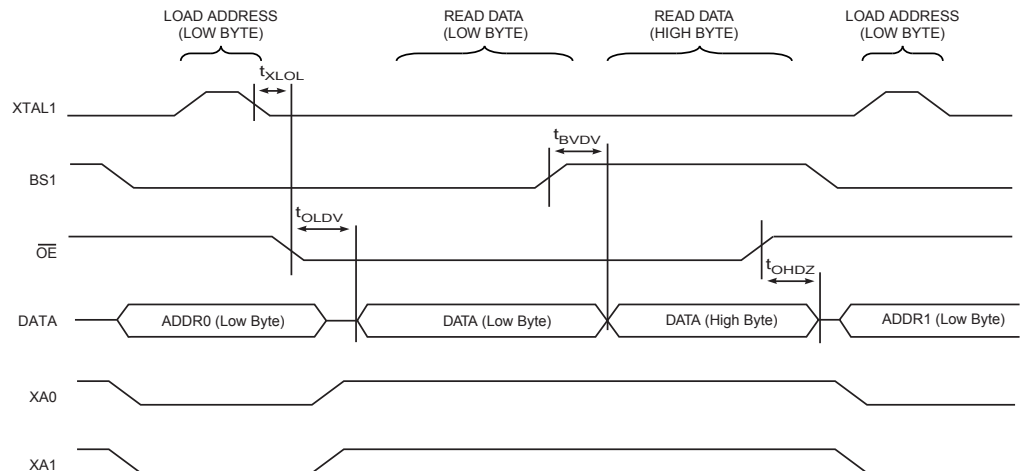 LOAD ADDRESS
(LOW BYTE)
READ DATA
(LOW BYTE)
READ DATA
(HIGH BYTE)
LOAD ADDRESS
(LOW BYTE)
tXLOL
XTAL1
tBVDV
BS1
tOLDV
OE
tOHDZ
DATA
ADDR0 (Low Byte)
DATA (Low Byte)
DATA (High Byte)
ADDR1 (Low Byte)
XA0
XA1